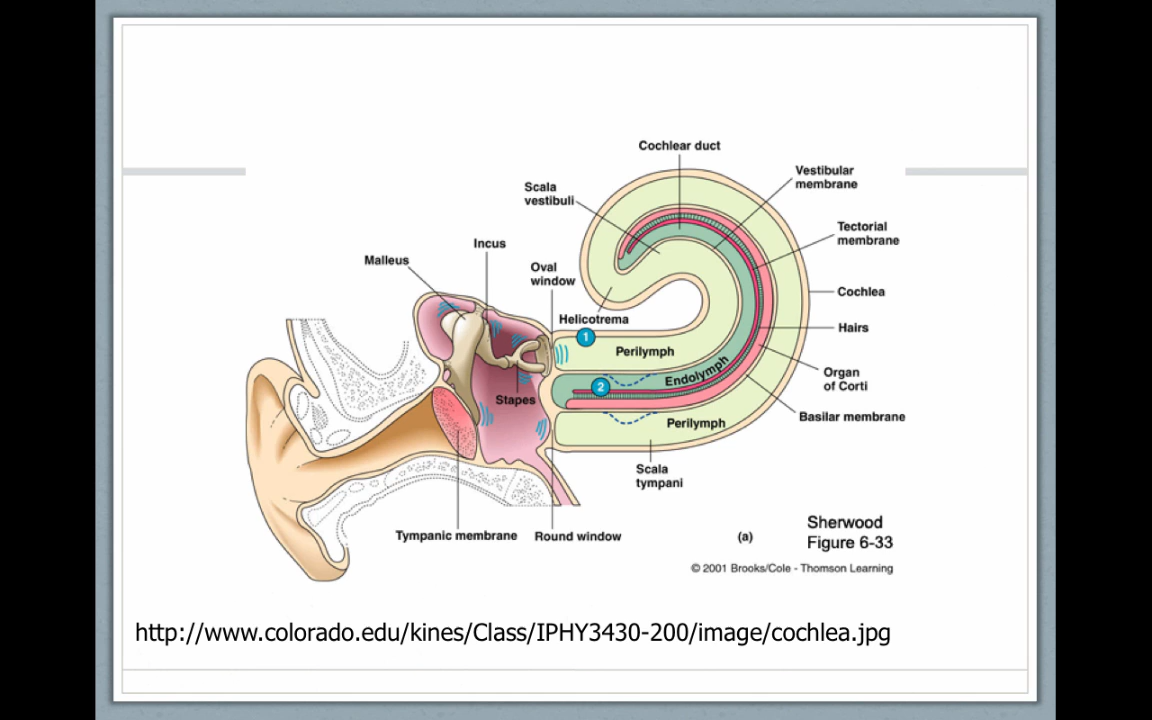 Cochlear duct
Vestibular
membrane
Scala
vestibuli
Tectorial
membrane
Incus
Malleus
Oval
window
Cochlea
Helicotrema
Hairs
1
Perilymph
Endolymph
Organ
of Corti
2
Stapes
Basilar membrane
Perilymph
Scala
tympani
Tympanic membrane
Round window
(a)
Sherwood
Figure 6-33
© 2001 Brooks/Cole - Thomson Learning
http://www.colorado.edu/kines/Class/IPHY3430-200/image/cochlea.jpg